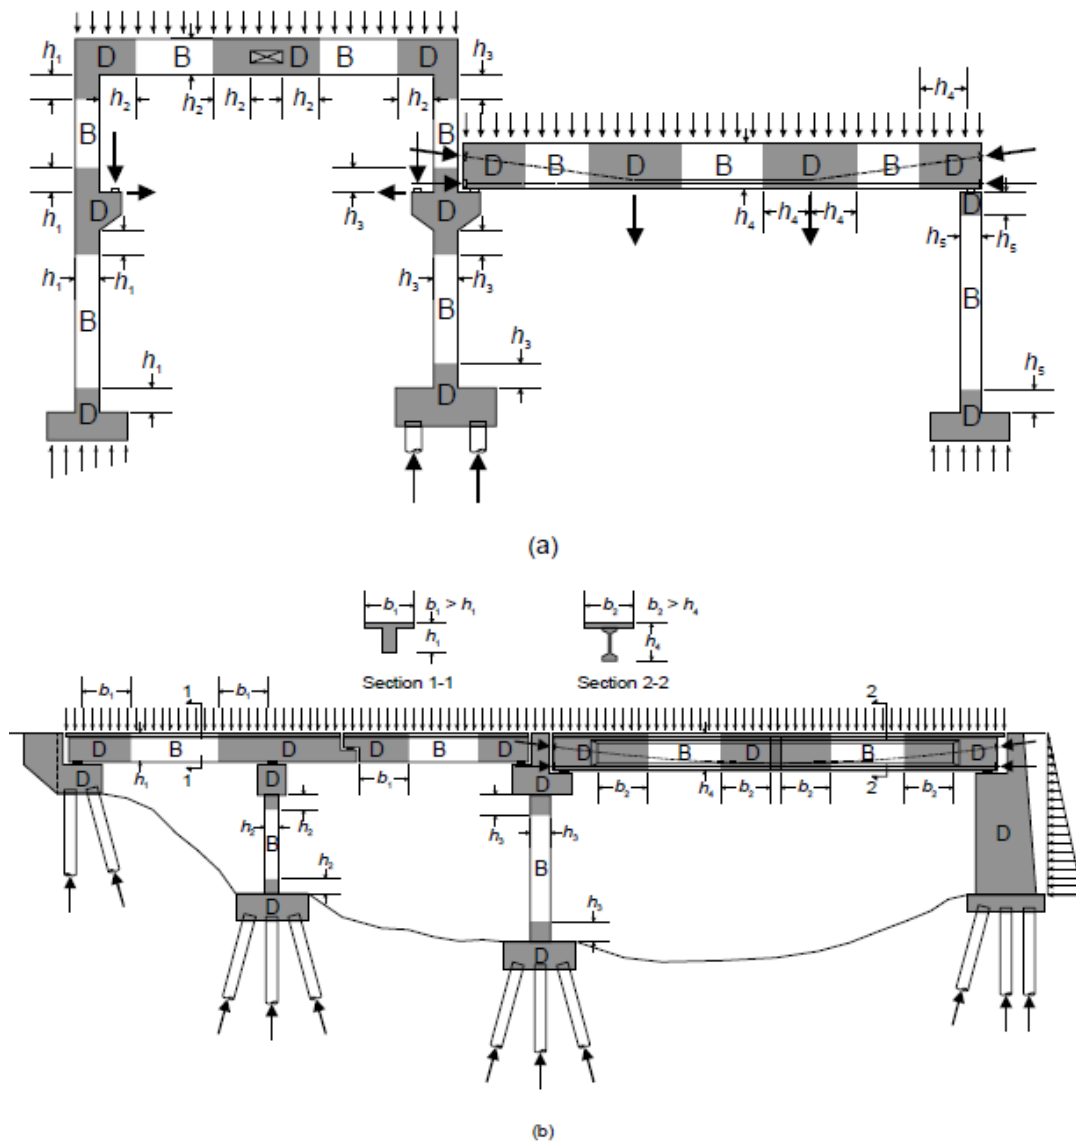 h₁
D
B
D
B
D
h₃
h₂
h₂
h₂
h₂
h₂
h₄
B
B
D
B
D
B
D
B
D
h₁
D
h₃
D
h₄
h₄
h₄
D
h₅
h₅
h₁
h₁
h₃
h₃
B
B
B
h₁
h₃
h₅
D
D
D
(a)
b₁
b₁ > h₁
h₁
b₂
b₂ > h₄
h₄
Section 1-1
Section 2-2
b₁
1
b₁
2
D
B
D
D
B
D
D
B
D
B
D
D
h₁
1
D
b₁
D
b₂
h₄
b₂
b₂
2
b₂
h₂
h₂
h₃
h₃
B
D
h₂
B
h₃
D
D
(b)